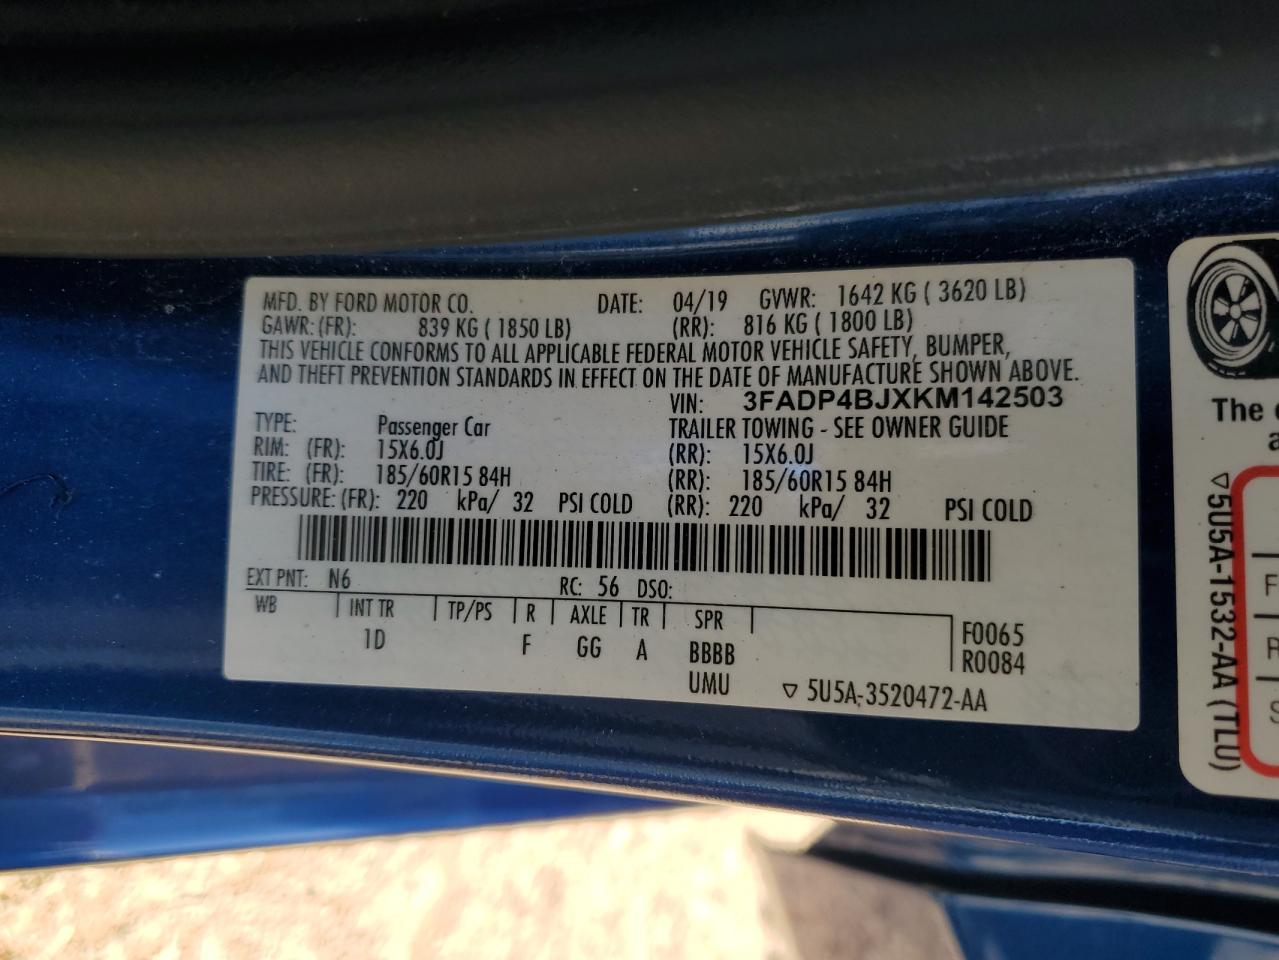 MFD. BY FORD MOTOR CO. DATE: 04/19 GVWR: 1642 KG ( 3620 LB)
GAWR: (FR): 839 KG ( 1850 LB) (RR): 816 KG ( 1800 LB)
THIS VEHICLE CONFORMS TO ALL APPLICABLE FEDERAL MOTOR VEHICLE SAFETY, BUMPER,
AND THEFT PREVENTION STANDARDS IN EFFECT ON THE DATE OF MANUFACTURE SHOWN ABOVE.
VIN: 3FADP4BJXKM142503
TYPE: Passenger Car TRAILER TOWING - SEE OWNER GUIDE
RIM: (FR): 15X6.0J (RR): 15X6.0J
TIRE: (FR): 185/60R15 84H (RR): 185/60R15 84H
PRESSURE: (FR): 220 kPa/ 32 PSI COLD (RR): 220 kPa/ 32 PSI COLD
EXT PNT: N6 RC: 56 DSO:
WB INT TR TP/PS R AXLE TR SPR F0065
1D F GG A BBBB R0084
UMU ▽ 5U5A-3520472-AA
The
a
▽5U5A-1532-AA (TLU)
F
R
S